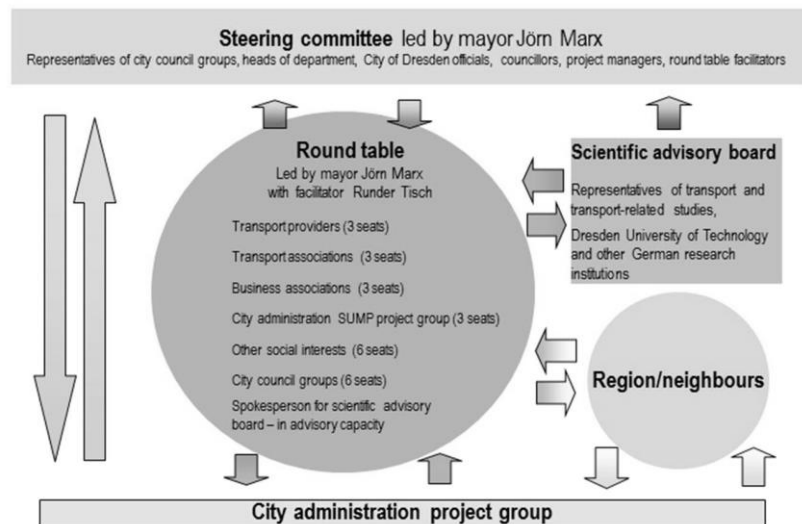 Steering committee led by mayor Jörn Marx
Representatives of city council groups, heads of department, City of Dresden officials, councillors, project managers, round table facilitators
Round table
Led by mayor Jörn Marx
with facilitator Runder Tisch
Transport providers (3 seats)
Transport associations (3 seats)
Business associations (3 seats)
City administration SUMP project group (3 seats)
Other social interests (6 seats)
City council groups (6 seats)
Spokesperson for scientific advisory
board – in advisory capacity
Scientific advisory board
Representatives of transport and
transport-related studies,
Dresden University of Technology
and other German research
institutions
Region/neighbours
City administration project group